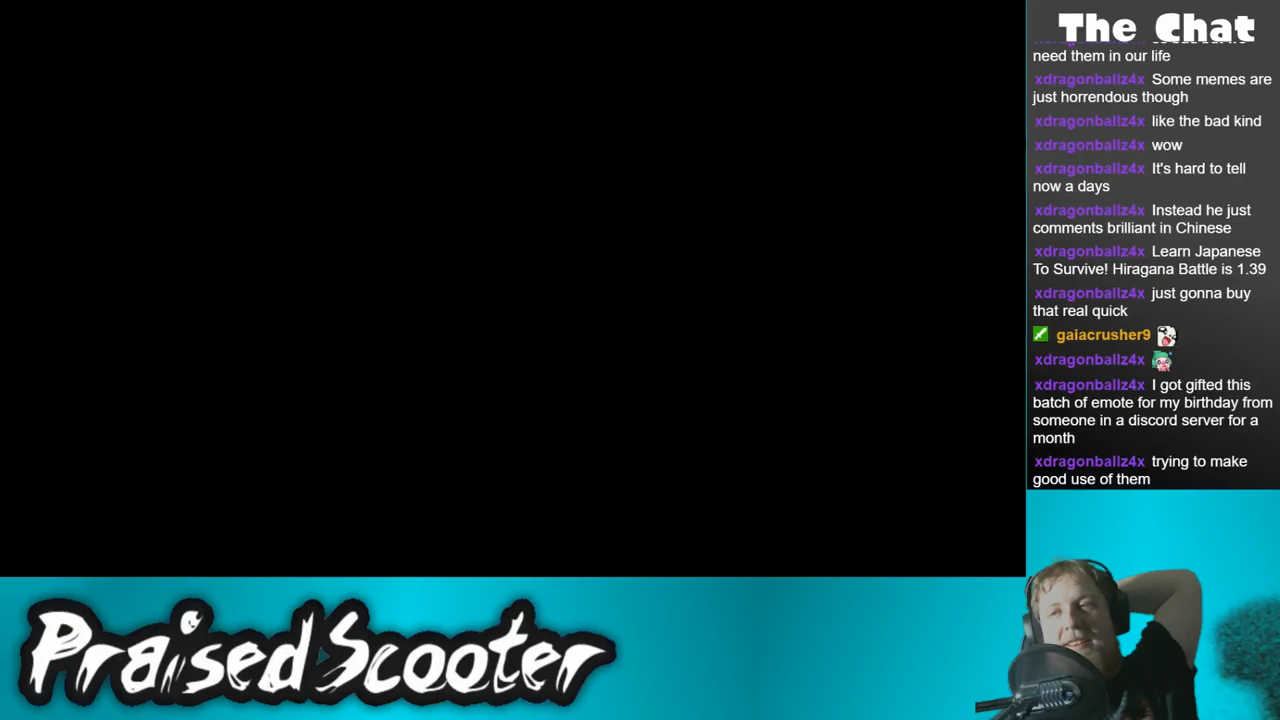 The Chat
need them in our life
xdragonballz4x Some memes are
just horrendous though
xdragonballz4x like the bad kind
xdragonballz4x wow
xdragonballz4x It's hard to tell
now a days
xdragonballz4x Instead he just
comments brilliant in Chinese
xdragonballz4x Learn Japanese
To Survive! Hiragana Battle is 1.39
xdragonballz4x just gonna buy
that real quick
gaiacrusher9
xdragonballz4x
xdragonballz4x I got gifted this
batch of emote for my birthday from
someone in a discord server for a
month
xdragonballz4x trying to make
good use of them
PraisedScooter